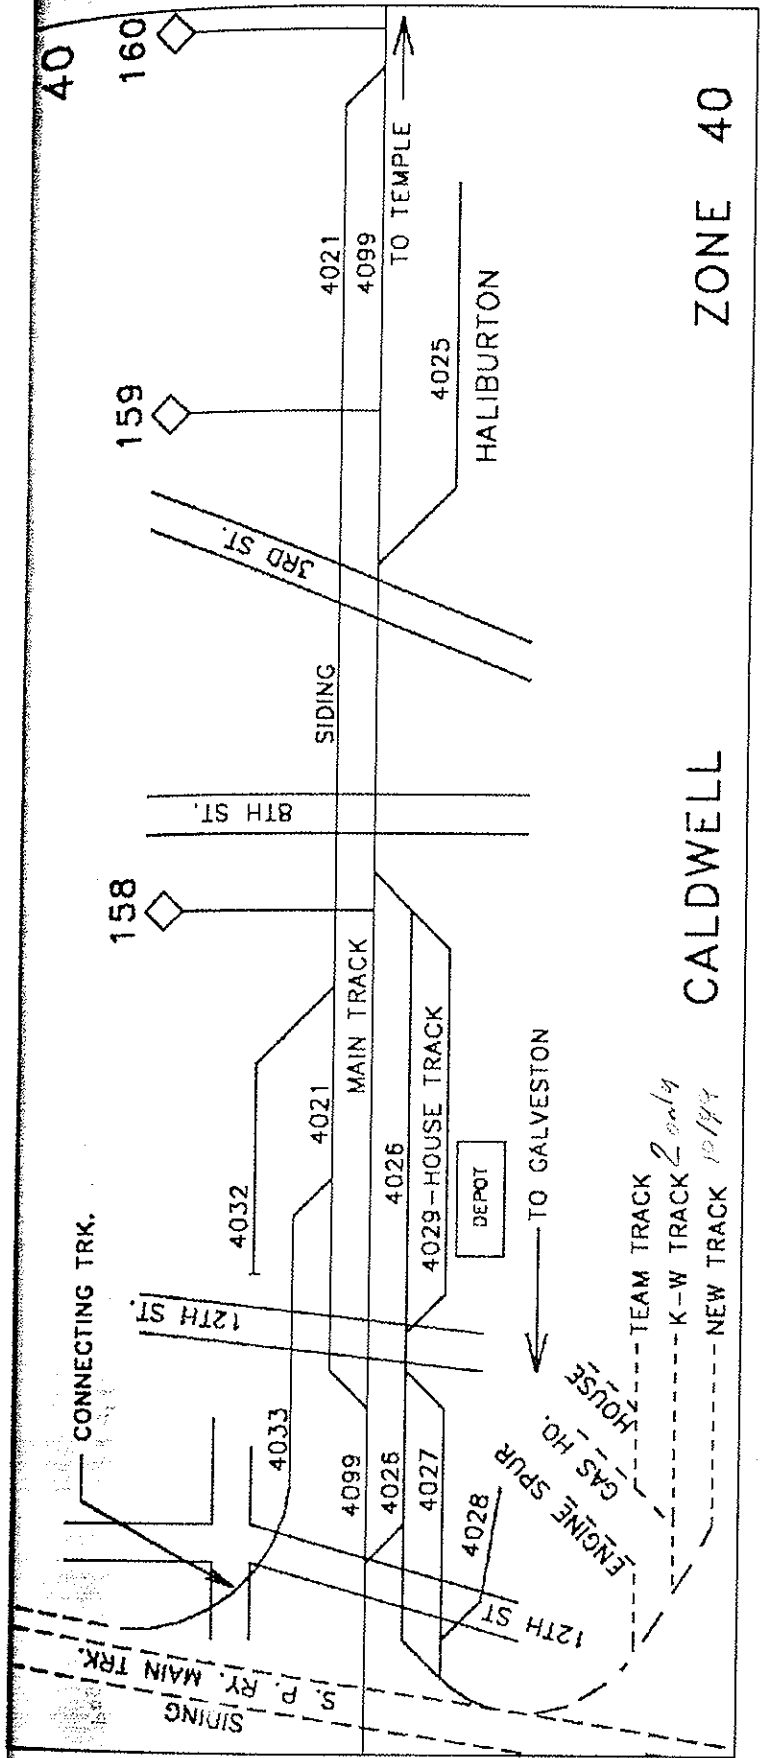 40
160
159
158
CONNECTING TRK.
4021
4099
TO TEMPLE
4025
HALIBURTON
3RD ST.
SIDING
8TH ST.
MAIN TRACK
4032
4021
4026
4029-HOUSE TRACK
DEPOT
TO GALVESTON
12TH ST.
4033
4099
4026
4027
4028
12TH ST
S. P. RY. MAIN TRK.
SIDING
ENGINE SPUR
GAS HO.
HOUSE
TEAM TRACK
K-W TRACK 2 only
NEW TRACK 10/99
CALDWELL
ZONE 40